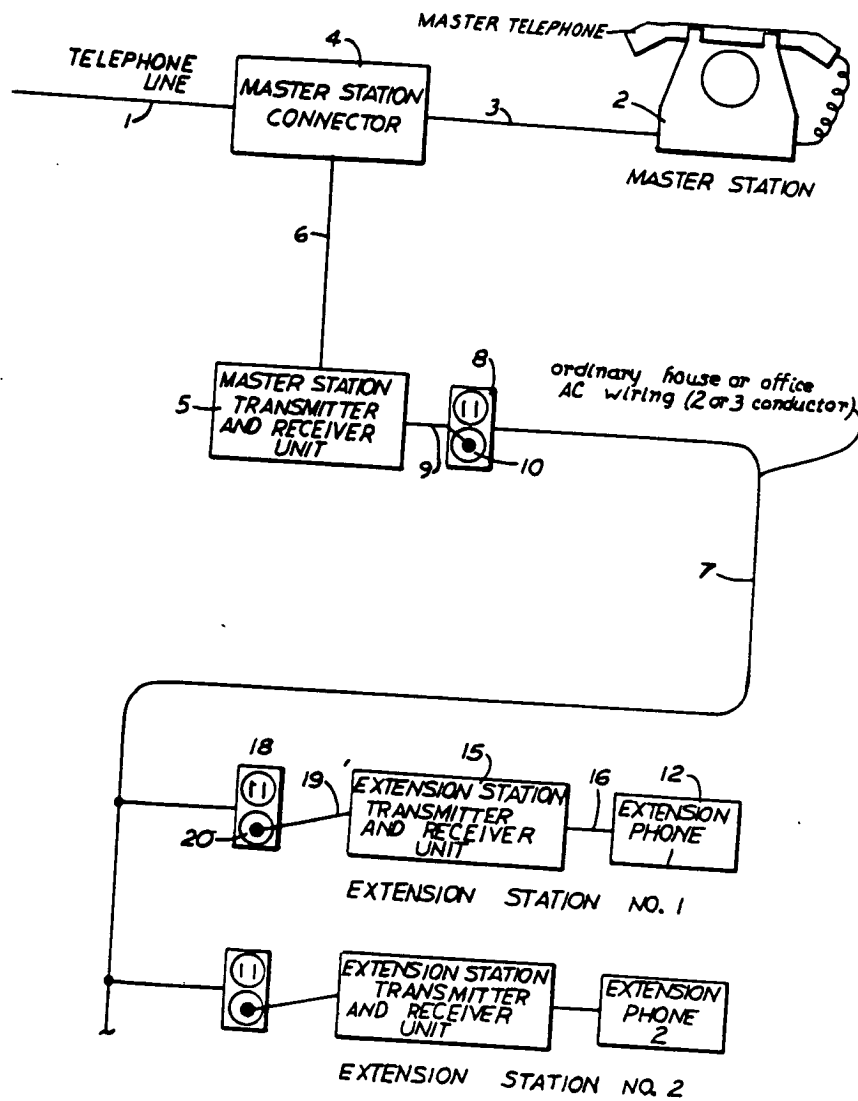 MASTER TELEPHONE
4
TELEPHONE
LINE
1
MASTER STATION
CONNECTOR
3
2
MASTER STATION
6
5
MASTER STATION
TRANSMITTER
AND RECEIVER
UNIT
8
9
10
ordinary house or office
AC wiring (2 or 3 conductor)
7
18
19
20
15
EXTENSION STATION
TRANSMITTER
AND RECEIVER
UNIT
16
12
EXTENSION
PHONE
1
EXTENSION STATION NO. 1
EXTENSION STATION
TRANSMITTER
AND RECEIVER
UNIT
EXTENSION
PHONE
2
EXTENSION STATION NO. 2